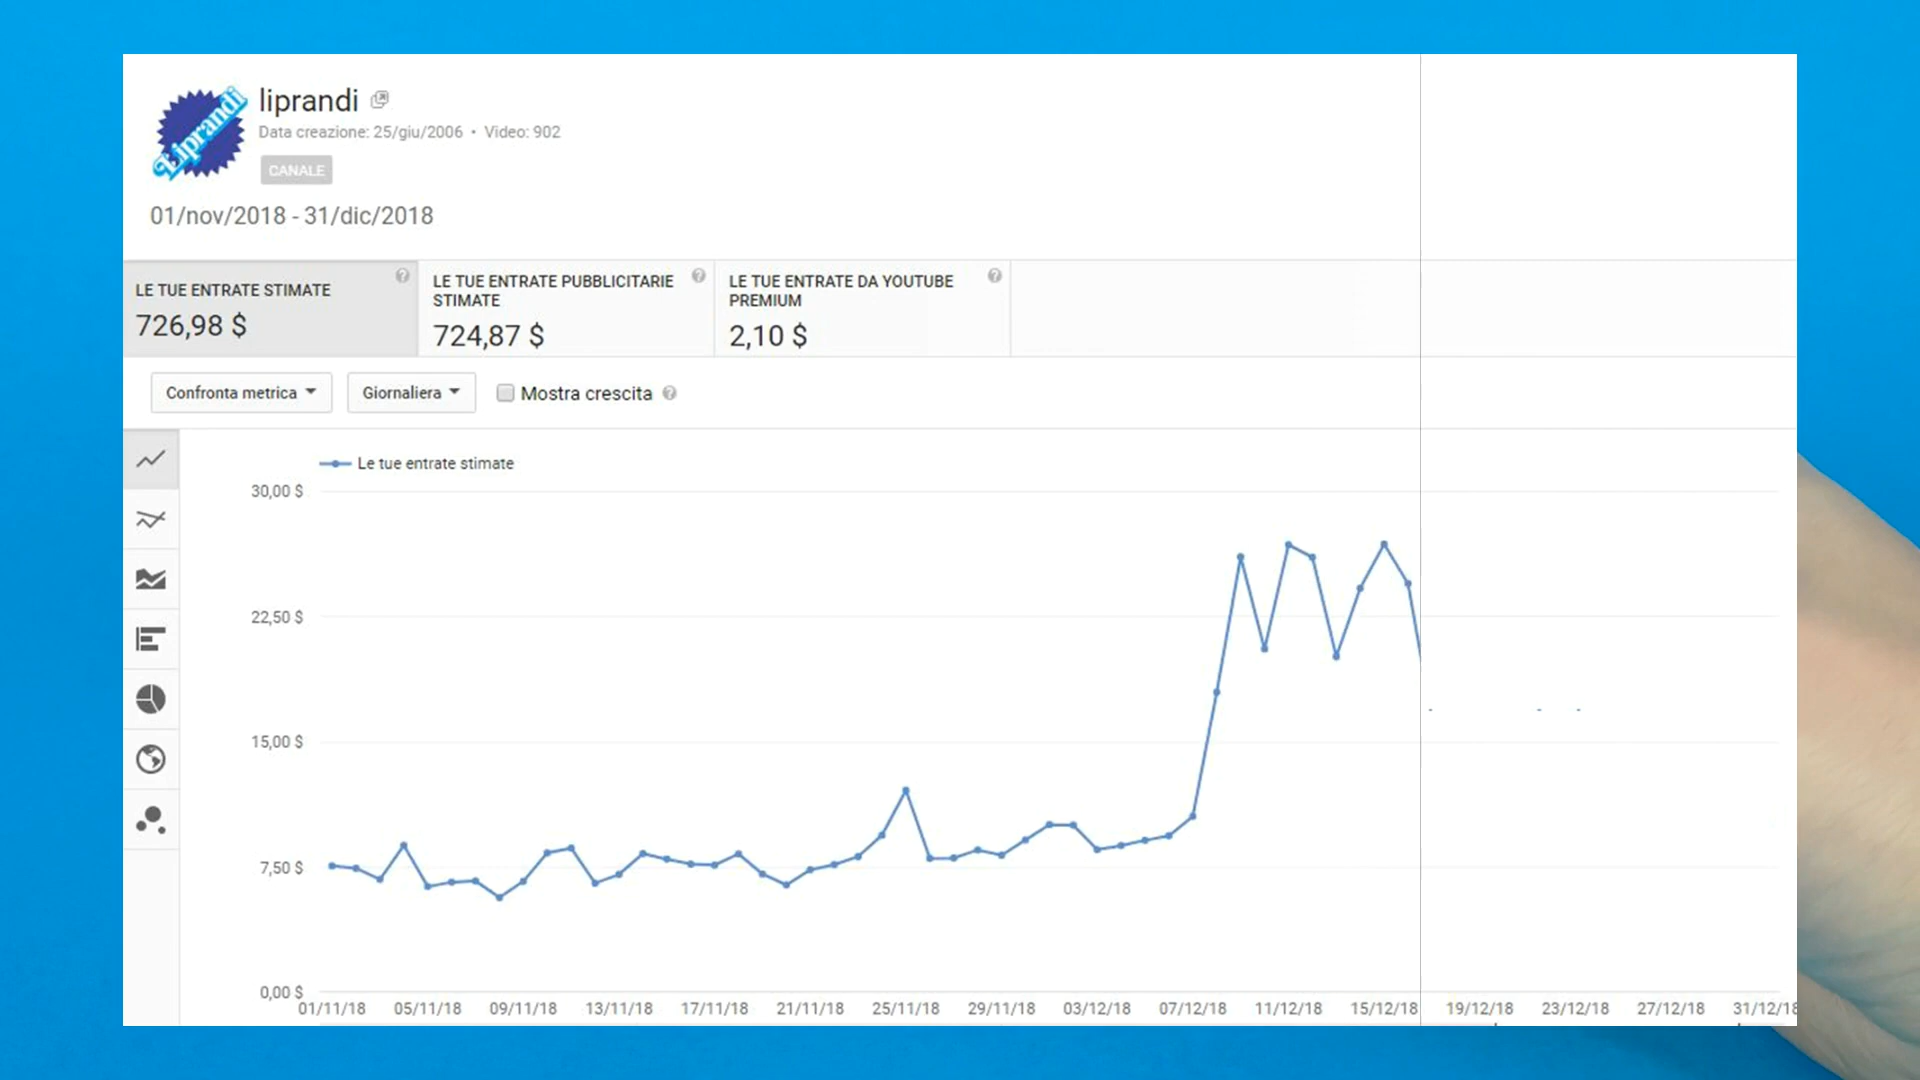 Liprandi
liprandi
Data creazione: 25/giu/2006 • Video: 902
CANALE
01/nov/2018 - 31/dic/2018
LE TUE ENTRATE STIMATE ?
726,98 $
LE TUE ENTRATE PUBBLICITARIE STIMATE ?
724,87 $
LE TUE ENTRATE DA YOUTUBE PREMIUM ?
2,10 $
Confronta metrica
Giornaliera
Mostra crescita ?
Le tue entrate stimate
30,00 $
22,50 $
15,00 $
7,50 $
0,00 $
01/11/18 05/11/18 09/11/18 13/11/18 17/11/18 21/11/18 25/11/18 29/11/18 03/12/18 07/12/18 11/12/18 15/12/18 19/12/18 23/12/18 27/12/18 31/12/18